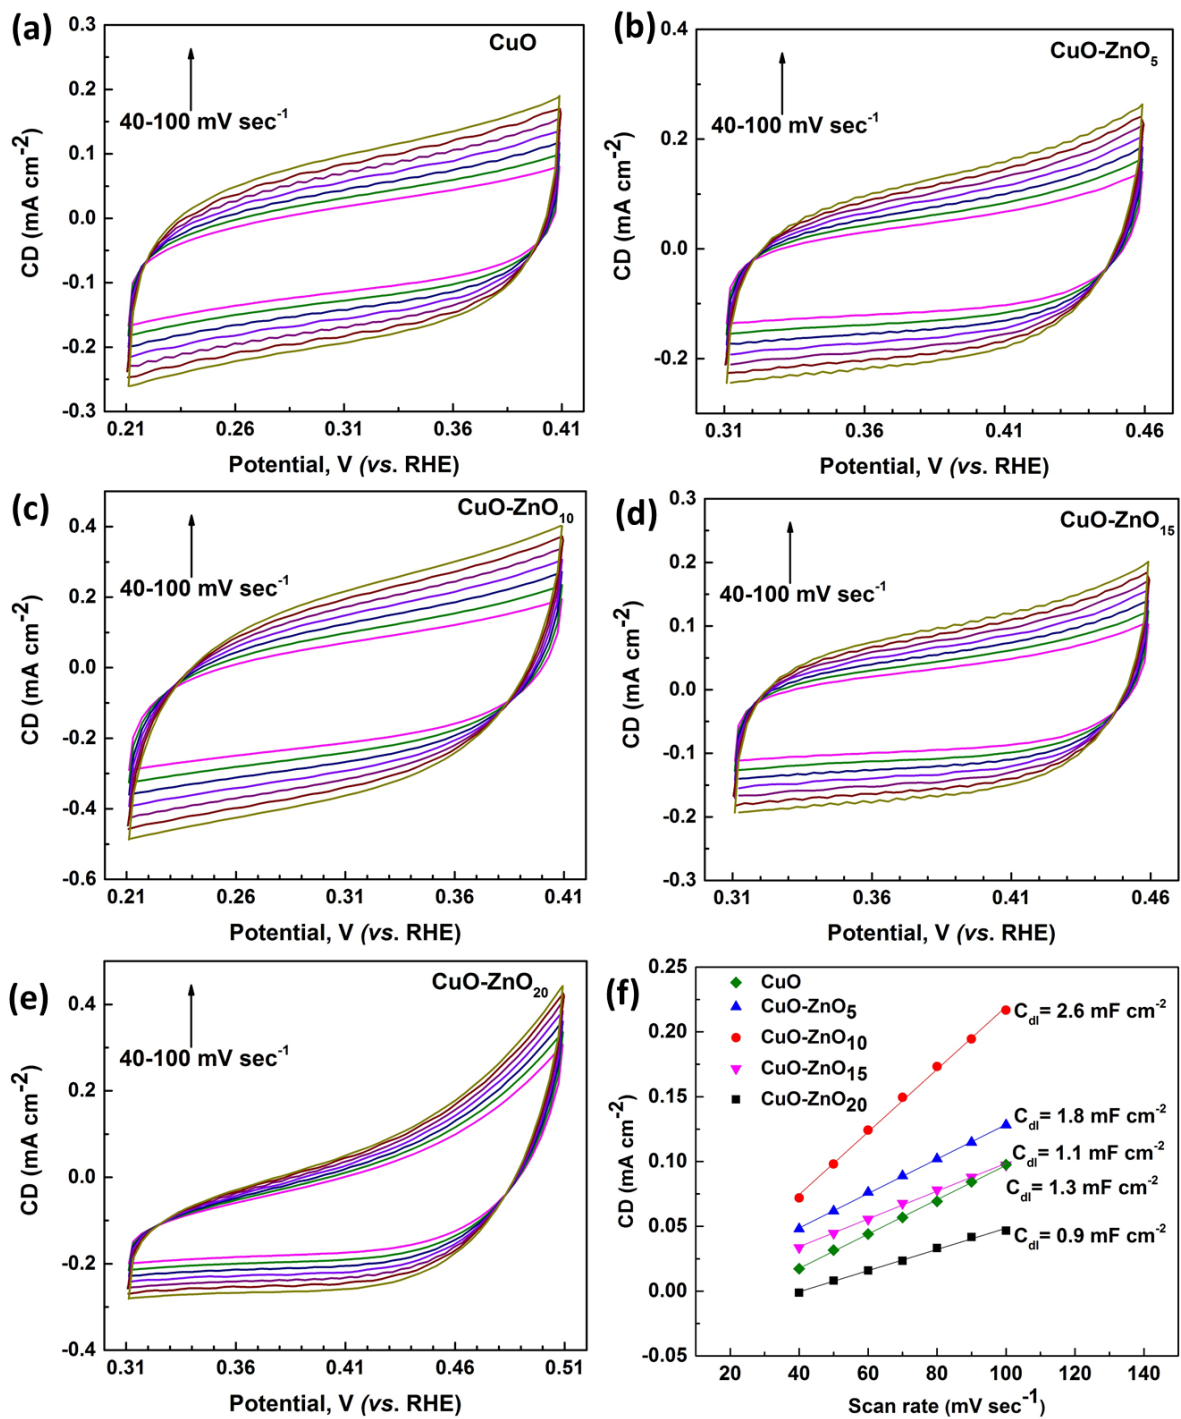 (a)
CuO
40-100 mV sec⁻¹
0.3
0.2
0.1
0.0
-0.1
-0.2
-0.3
CD (mA cm⁻²)
0.21 0.26 0.31 0.36 0.41
Potential, V (vs. RHE)
(b)
CuO-ZnO₅
40-100 mV sec⁻¹
0.4
0.2
0.0
-0.2
CD (mA cm⁻²)
0.31 0.36 0.41 0.46
Potential, V (vs. RHE)
(c)
CuO-ZnO₁₀
40-100 mV sec⁻¹
0.4
0.2
0.0
-0.2
-0.4
-0.6
CD (mA cm⁻²)
0.21 0.26 0.31 0.36 0.41
Potential, V (vs. RHE)
(d)
CuO-ZnO₁₅
40-100 mV sec⁻¹
0.3
0.2
0.1
0.0
-0.1
-0.2
-0.3
CD (mA cm⁻²)
0.31 0.36 0.41 0.46
Potential, V (vs. RHE)
(e)
CuO-ZnO₂₀
40-100 mV sec⁻¹
0.4
0.2
0.0
-0.2
-0.4
CD (mA cm⁻²)
0.31 0.36 0.41 0.46 0.51
Potential, V (vs. RHE)
(f)
CuO
CuO-ZnO5
CuO-ZnO10
CuO-ZnO15
CuO-ZnO20
C_dl= 2.6 mF cm⁻²
C_dl= 1.8 mF cm⁻²
C_dl= 1.1 mF cm⁻²
C_dl= 1.3 mF cm⁻²
C_dl= 0.9 mF cm⁻²
0.25
0.20
0.15
0.10
0.05
0.00
-0.05
CD (mA cm⁻²)
20 40 60 80 100 120 140
Scan rate (mV sec⁻¹)